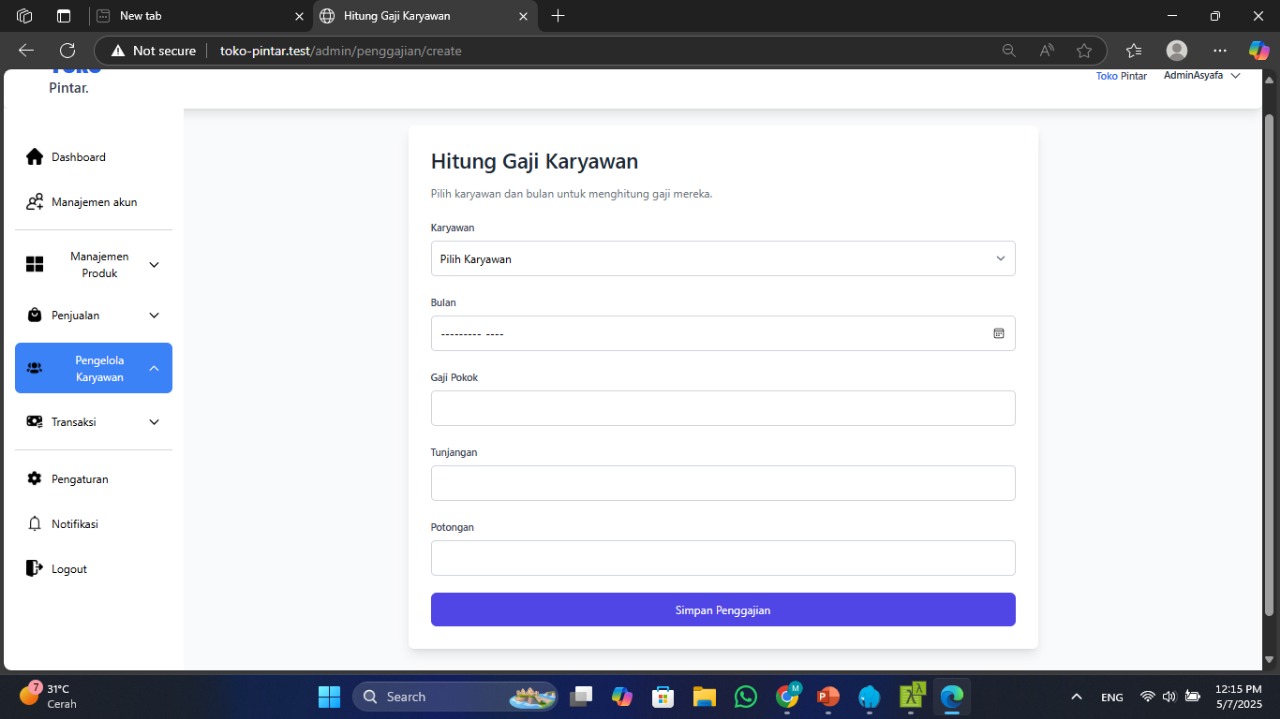 New tab
Hitung Gaji Karyawan
Not secure
toko-pintar.test/admin/penggajian/create
Toko
Pintar.
Toko Pintar
AdminAsyafa
Dashboard
Manajemen akun
Manajemen
Produk
Penjualan
Pengelola
Karyawan
Transaksi
Pengaturan
Notifikasi
Logout
Hitung Gaji Karyawan
Pilih karyawan dan bulan untuk menghitung gaji mereka.
Karyawan
Pilih Karyawan
Bulan
--------- ----
Gaji Pokok
Tunjangan
Potongan
Simpan Penggajian
7
31°C
Cerah
Search
M
ENG
12:15 PM
5/7/2025